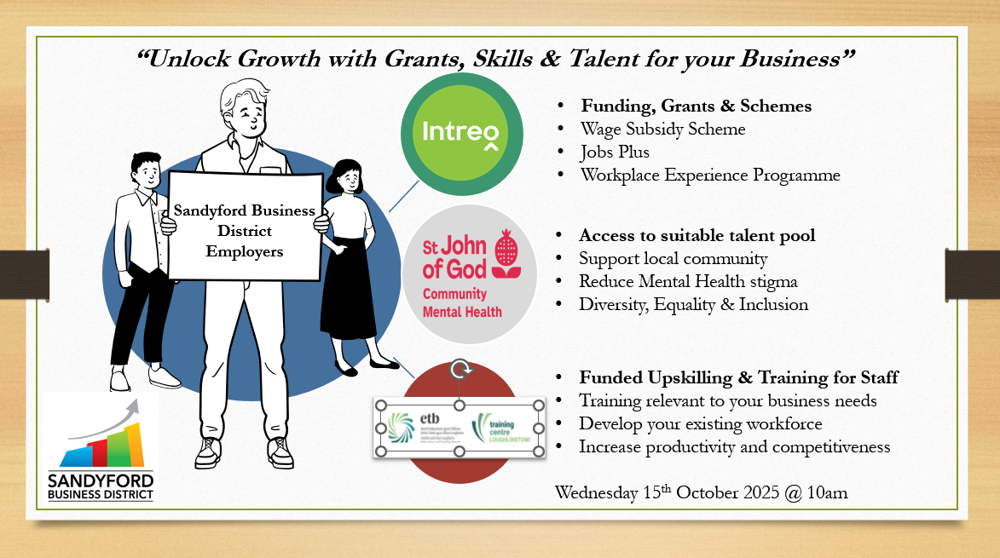 “Unlock Growth with Grants, Skills & Talent for your Business”
Sandyford Business
District
Employers
Intreo
• Funding, Grants & Schemes
• Wage Subsidy Scheme
• Jobs Plus
• Workplace Experience Programme
St John
of God
Community
Mental Health
• Access to suitable talent pool
• Support local community
• Reduce Mental Health stigma
• Diversity, Equality & Inclusion
etb
training
centre
LOUGHLINSTOWN
• Funded Upskilling & Training for Staff
• Training relevant to your business needs
• Develop your existing workforce
• Increase productivity and competitiveness
SANDYFORD
BUSINESS DISTRICT
Wednesday 15th October 2025 @ 10am